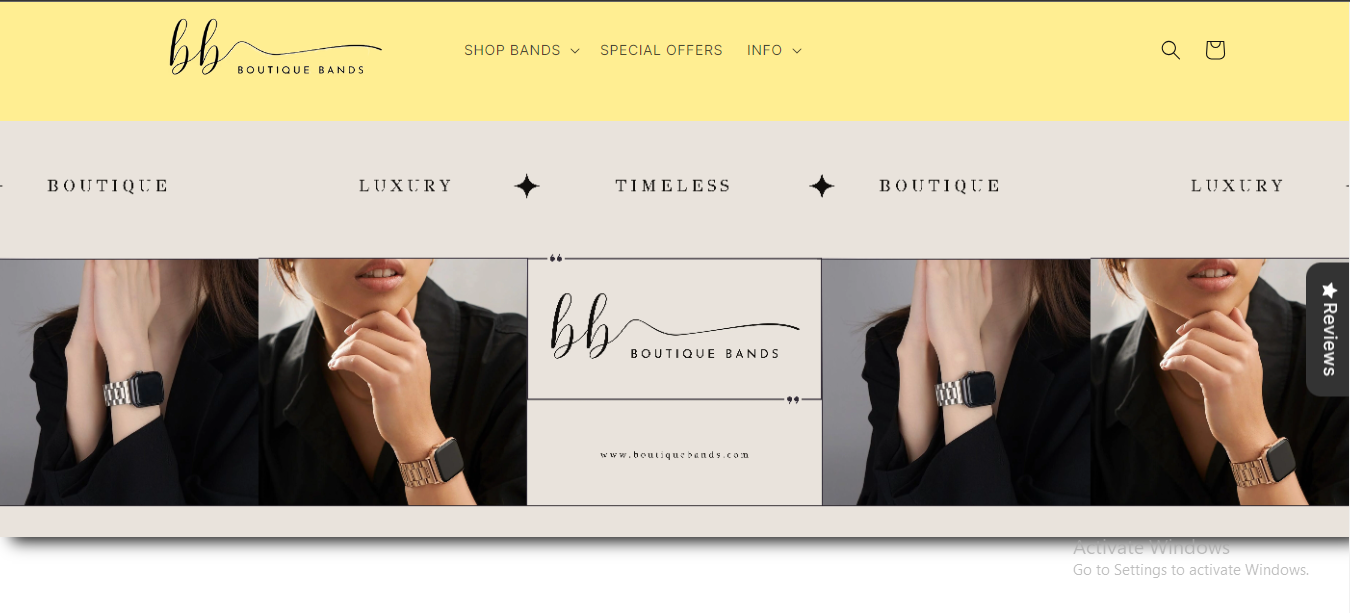 bb
BOUTIQUE BANDS
SHOP BANDS
SPECIAL OFFERS
INFO
BOUTIQUE
LUXURY
TIMELESS
BOUTIQUE
LUXURY
“
bb
BOUTIQUE BANDS
”
www.boutiquebands.com
Reviews
Activate Windows
Go to Settings to activate Windows.